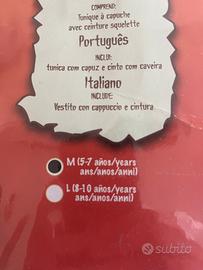 COMPREND:
Tunique à capuche
avec ceinture squelette
Português
INCLUI:
tunica com capuz e cinto com caveira
Italiano
INCLUDE:
Vestito con cappuccio e cintura
M (5-7 años/years
ans/anos/anni)
L (8-10 años/years
ans/anos/anni)
subito